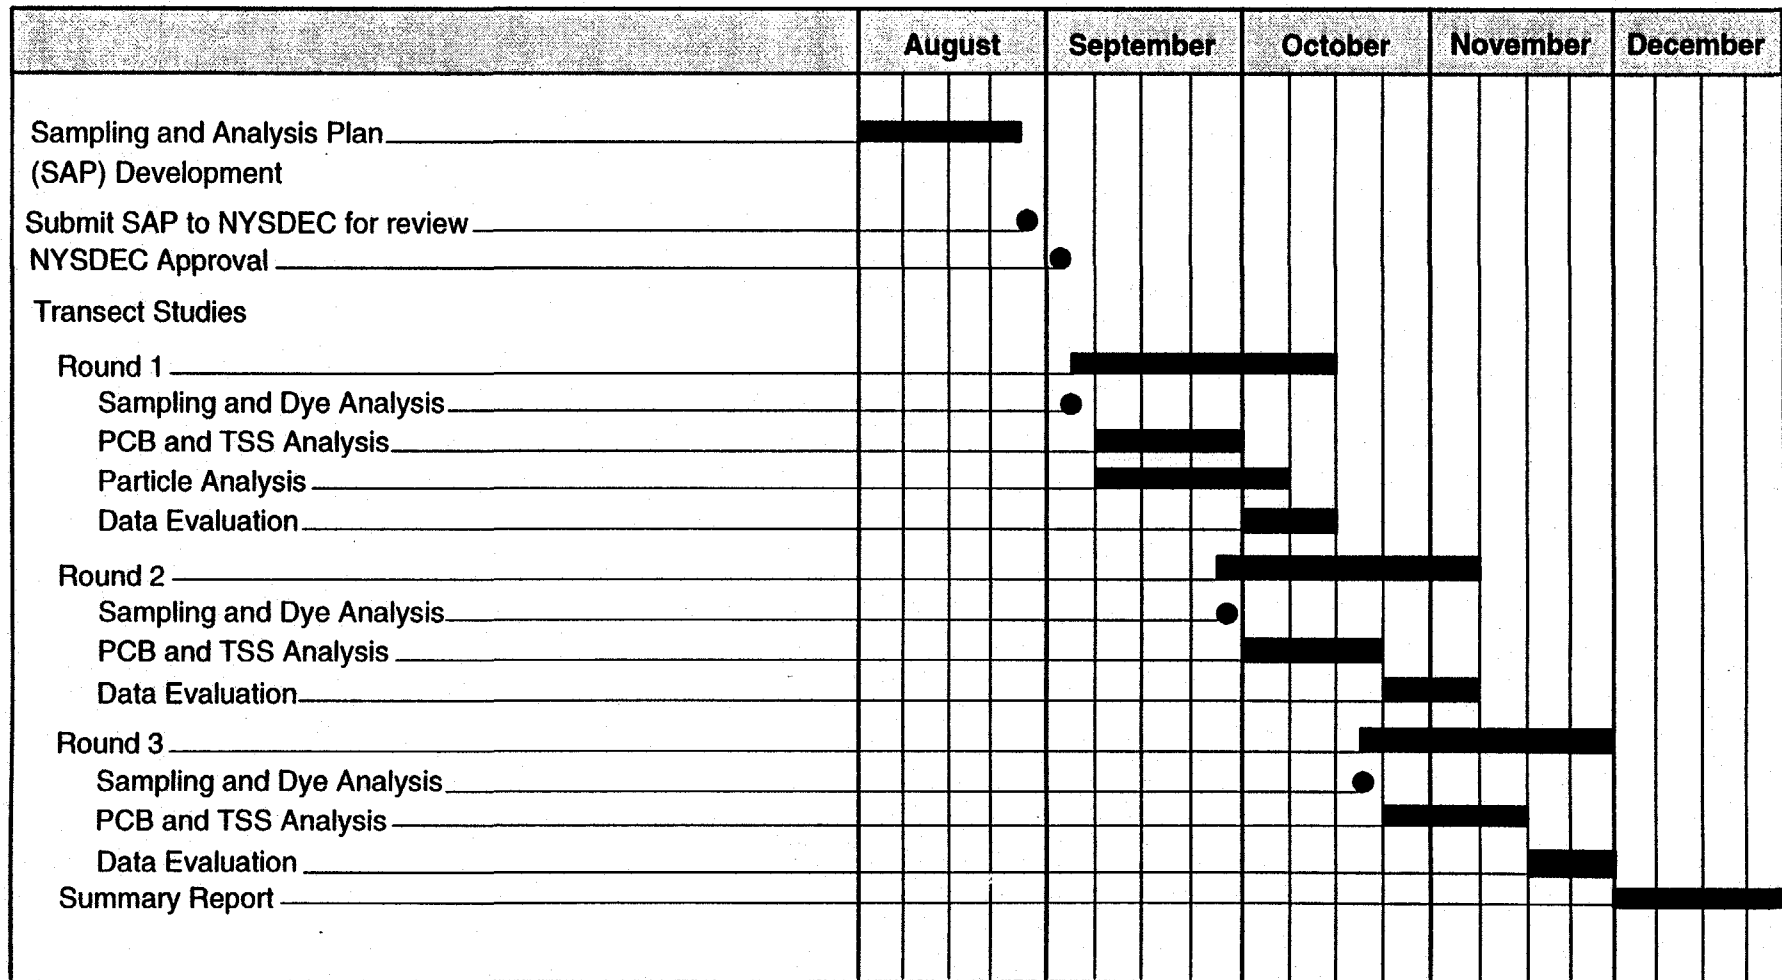 August September October November December
Sampling and Analysis Plan
(SAP) Development
Submit SAP to NYSDEC for review
NYSDEC Approval
Transect Studies
Round 1
Sampling and Dye Analysis
PCB and TSS Analysis
Particle Analysis
Data Evaluation
Round 2
Sampling and Dye Analysis
PCB and TSS Analysis
Data Evaluation
Round 3
Sampling and Dye Analysis
PCB and TSS Analysis
Data Evaluation
Summary Report